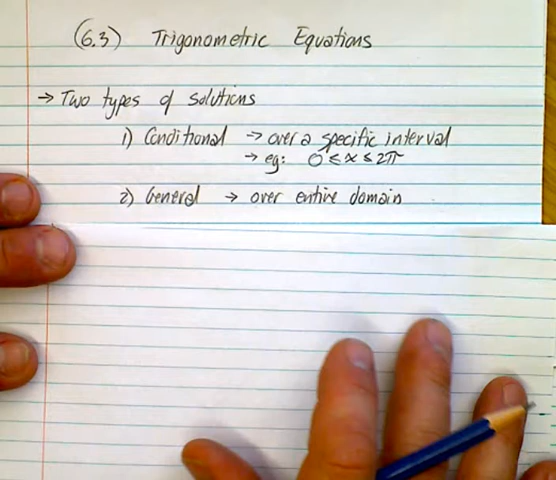 (6.3) Trigonometric Equations
→ Two types of solutions
1) Conditional → over a specific interval
→ eg: 0 ≤ x ≤ 2π
2) General → over entire domain